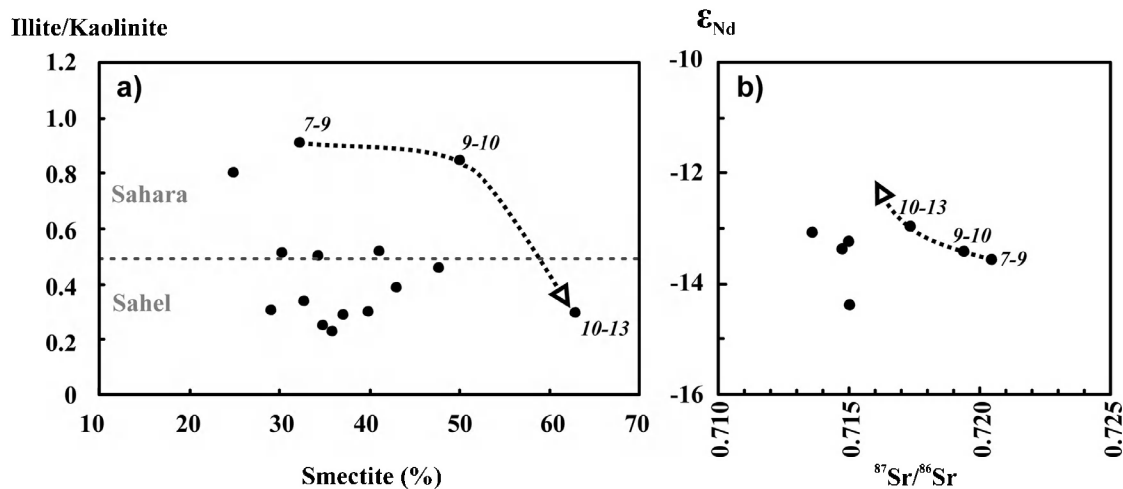 Illite/Kaolinite
1.2
1.0
0.8
0.6
0.4
0.2
0
a)
7-9
9-10
Sahara
Sahel
10-13
10 20 30 40 50 60 70
Smectite (%)
εNd
-10
-12
-14
-16
b)
10-13
9-10
7-9
0.710 0.715 0.720 0.725
⁸⁷Sr/⁸⁶Sr